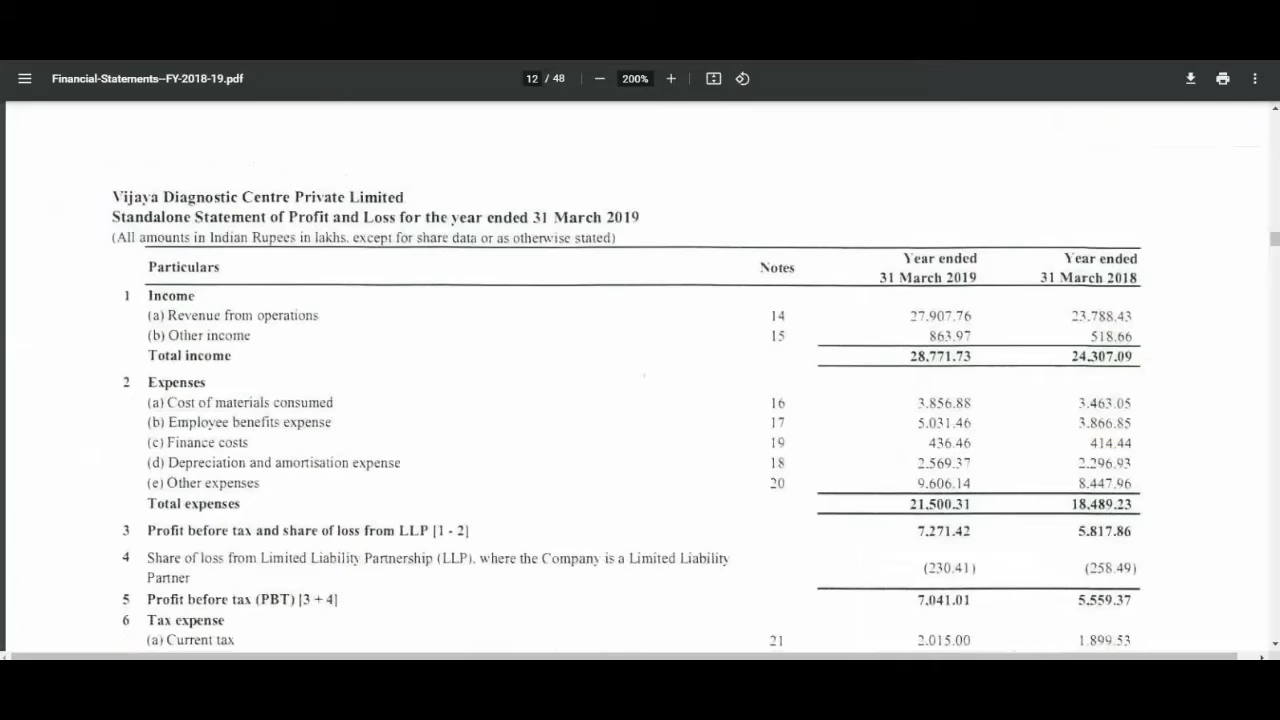 Financial-Statements--FY-2018-19.pdf 12 / 48 200%
Vijaya Diagnostic Centre Private Limited
Standalone Statement of Profit and Loss for the year ended 31 March 2019
(All amounts in Indian Rupees in lakhs, except for share data or as otherwise stated)
Particulars Notes Year ended 31 March 2019 Year ended 31 March 2018
1 Income
(a) Revenue from operations 14 27,907.76 23,788.43
(b) Other income 15 863.97 518.66
Total income 28,771.73 24,307.09
2 Expenses
(a) Cost of materials consumed 16 3,856.88 3,463.05
(b) Employee benefits expense 17 5,031.46 3,866.85
(c) Finance costs 19 436.46 414.44
(d) Depreciation and amortisation expense 18 2,569.37 2,296.93
(e) Other expenses 20 9,606.14 8,447.96
Total expenses 21,500.31 18,489.23
3 Profit before tax and share of loss from LLP [1 - 2] 7,271.42 5,817.86
4 Share of loss from Limited Liability Partnership (LLP), where the Company is a Limited Liability
Partner (230.41) (258.49)
5 Profit before tax (PBT) [3 + 4] 7,041.01 5,559.37
6 Tax expense
(a) Current tax 21 2,015.00 1,899.53